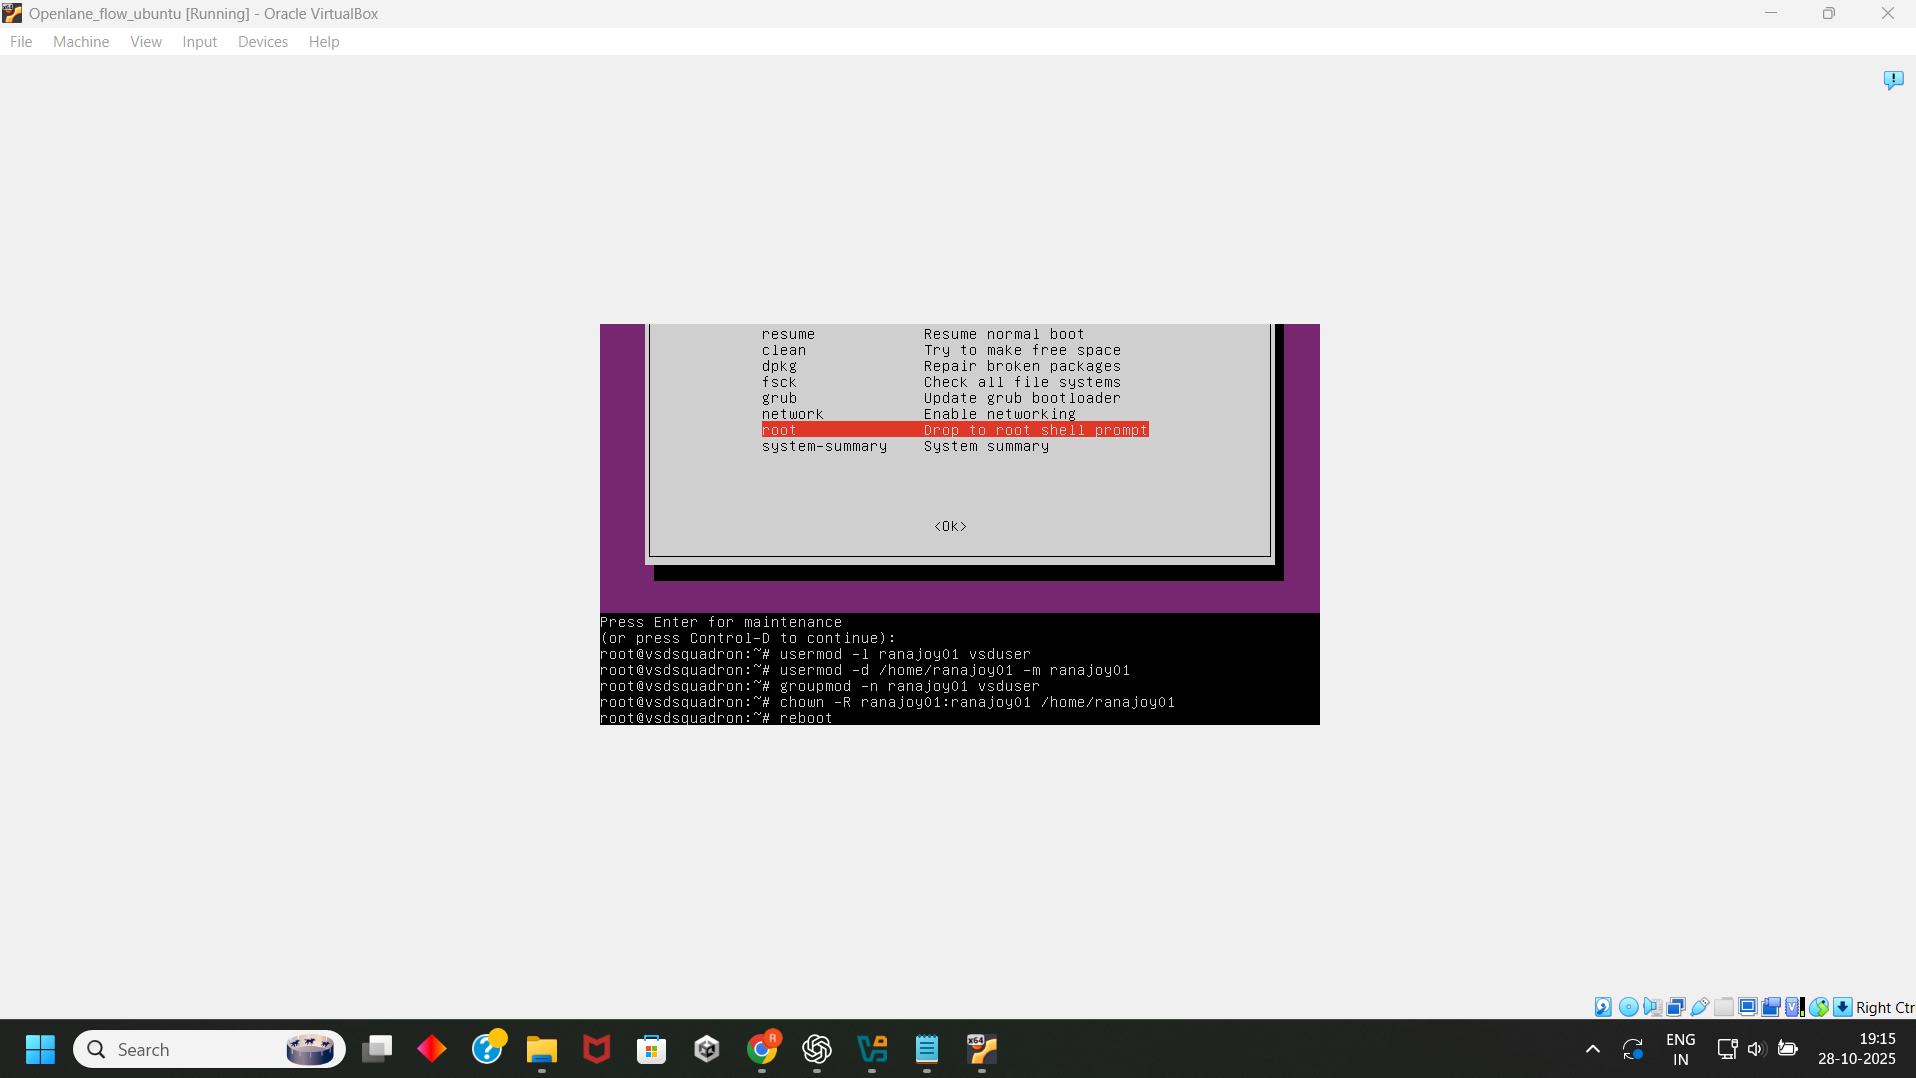 Openlane_flow_ubuntu [Running] - Oracle VirtualBox
File Machine View Input Devices Help
resume Resume normal boot
clean Try to make free space
dpkg Repair broken packages
fsck Check all file systems
grub Update grub bootloader
network Enable networking
root Drop to root shell prompt
system-summary System summary
<Ok>
Press Enter for maintenance
(or press Control-D to continue):
root@vsdsquadron:~# usermod -l ranajoy01 vsduser
root@vsdsquadron:~# usermod -d /home/ranajoy01 -m ranajoy01
root@vsdsquadron:~# groupmod -n ranajoy01 vsduser
root@vsdsquadron:~# chown -R ranajoy01:ranajoy01 /home/ranajoy01
root@vsdsquadron:~# reboot
Right Ctr
Search
ENG
IN
19:15
28-10-2025